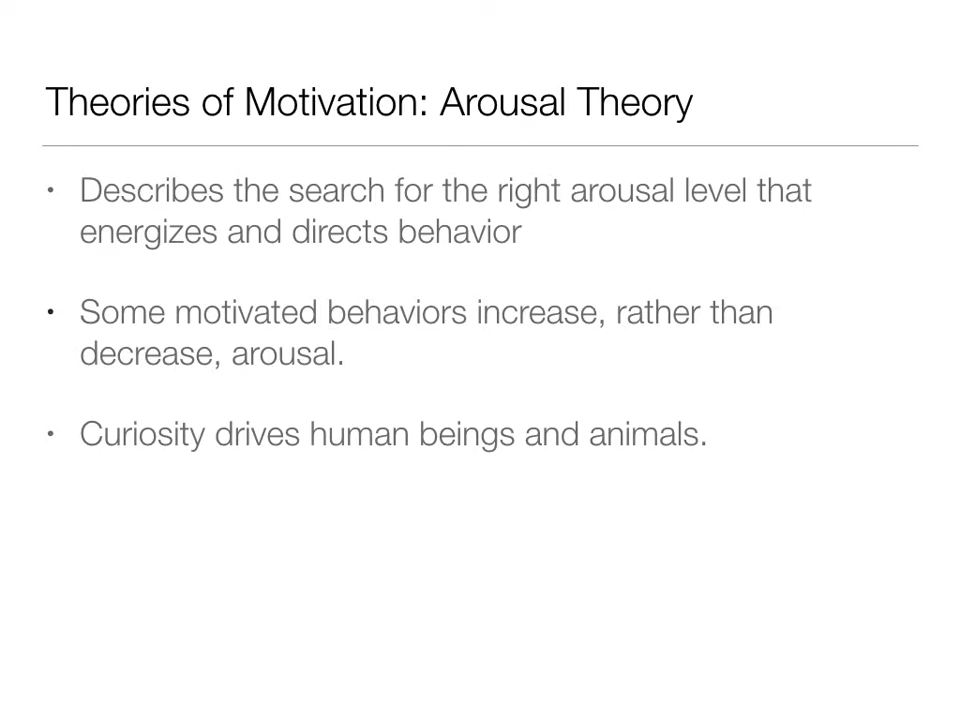 Theories of Motivation: Arousal Theory
• Describes the search for the right arousal level that
energizes and directs behavior
• Some motivated behaviors increase, rather than
decrease, arousal.
• Curiosity drives human beings and animals.